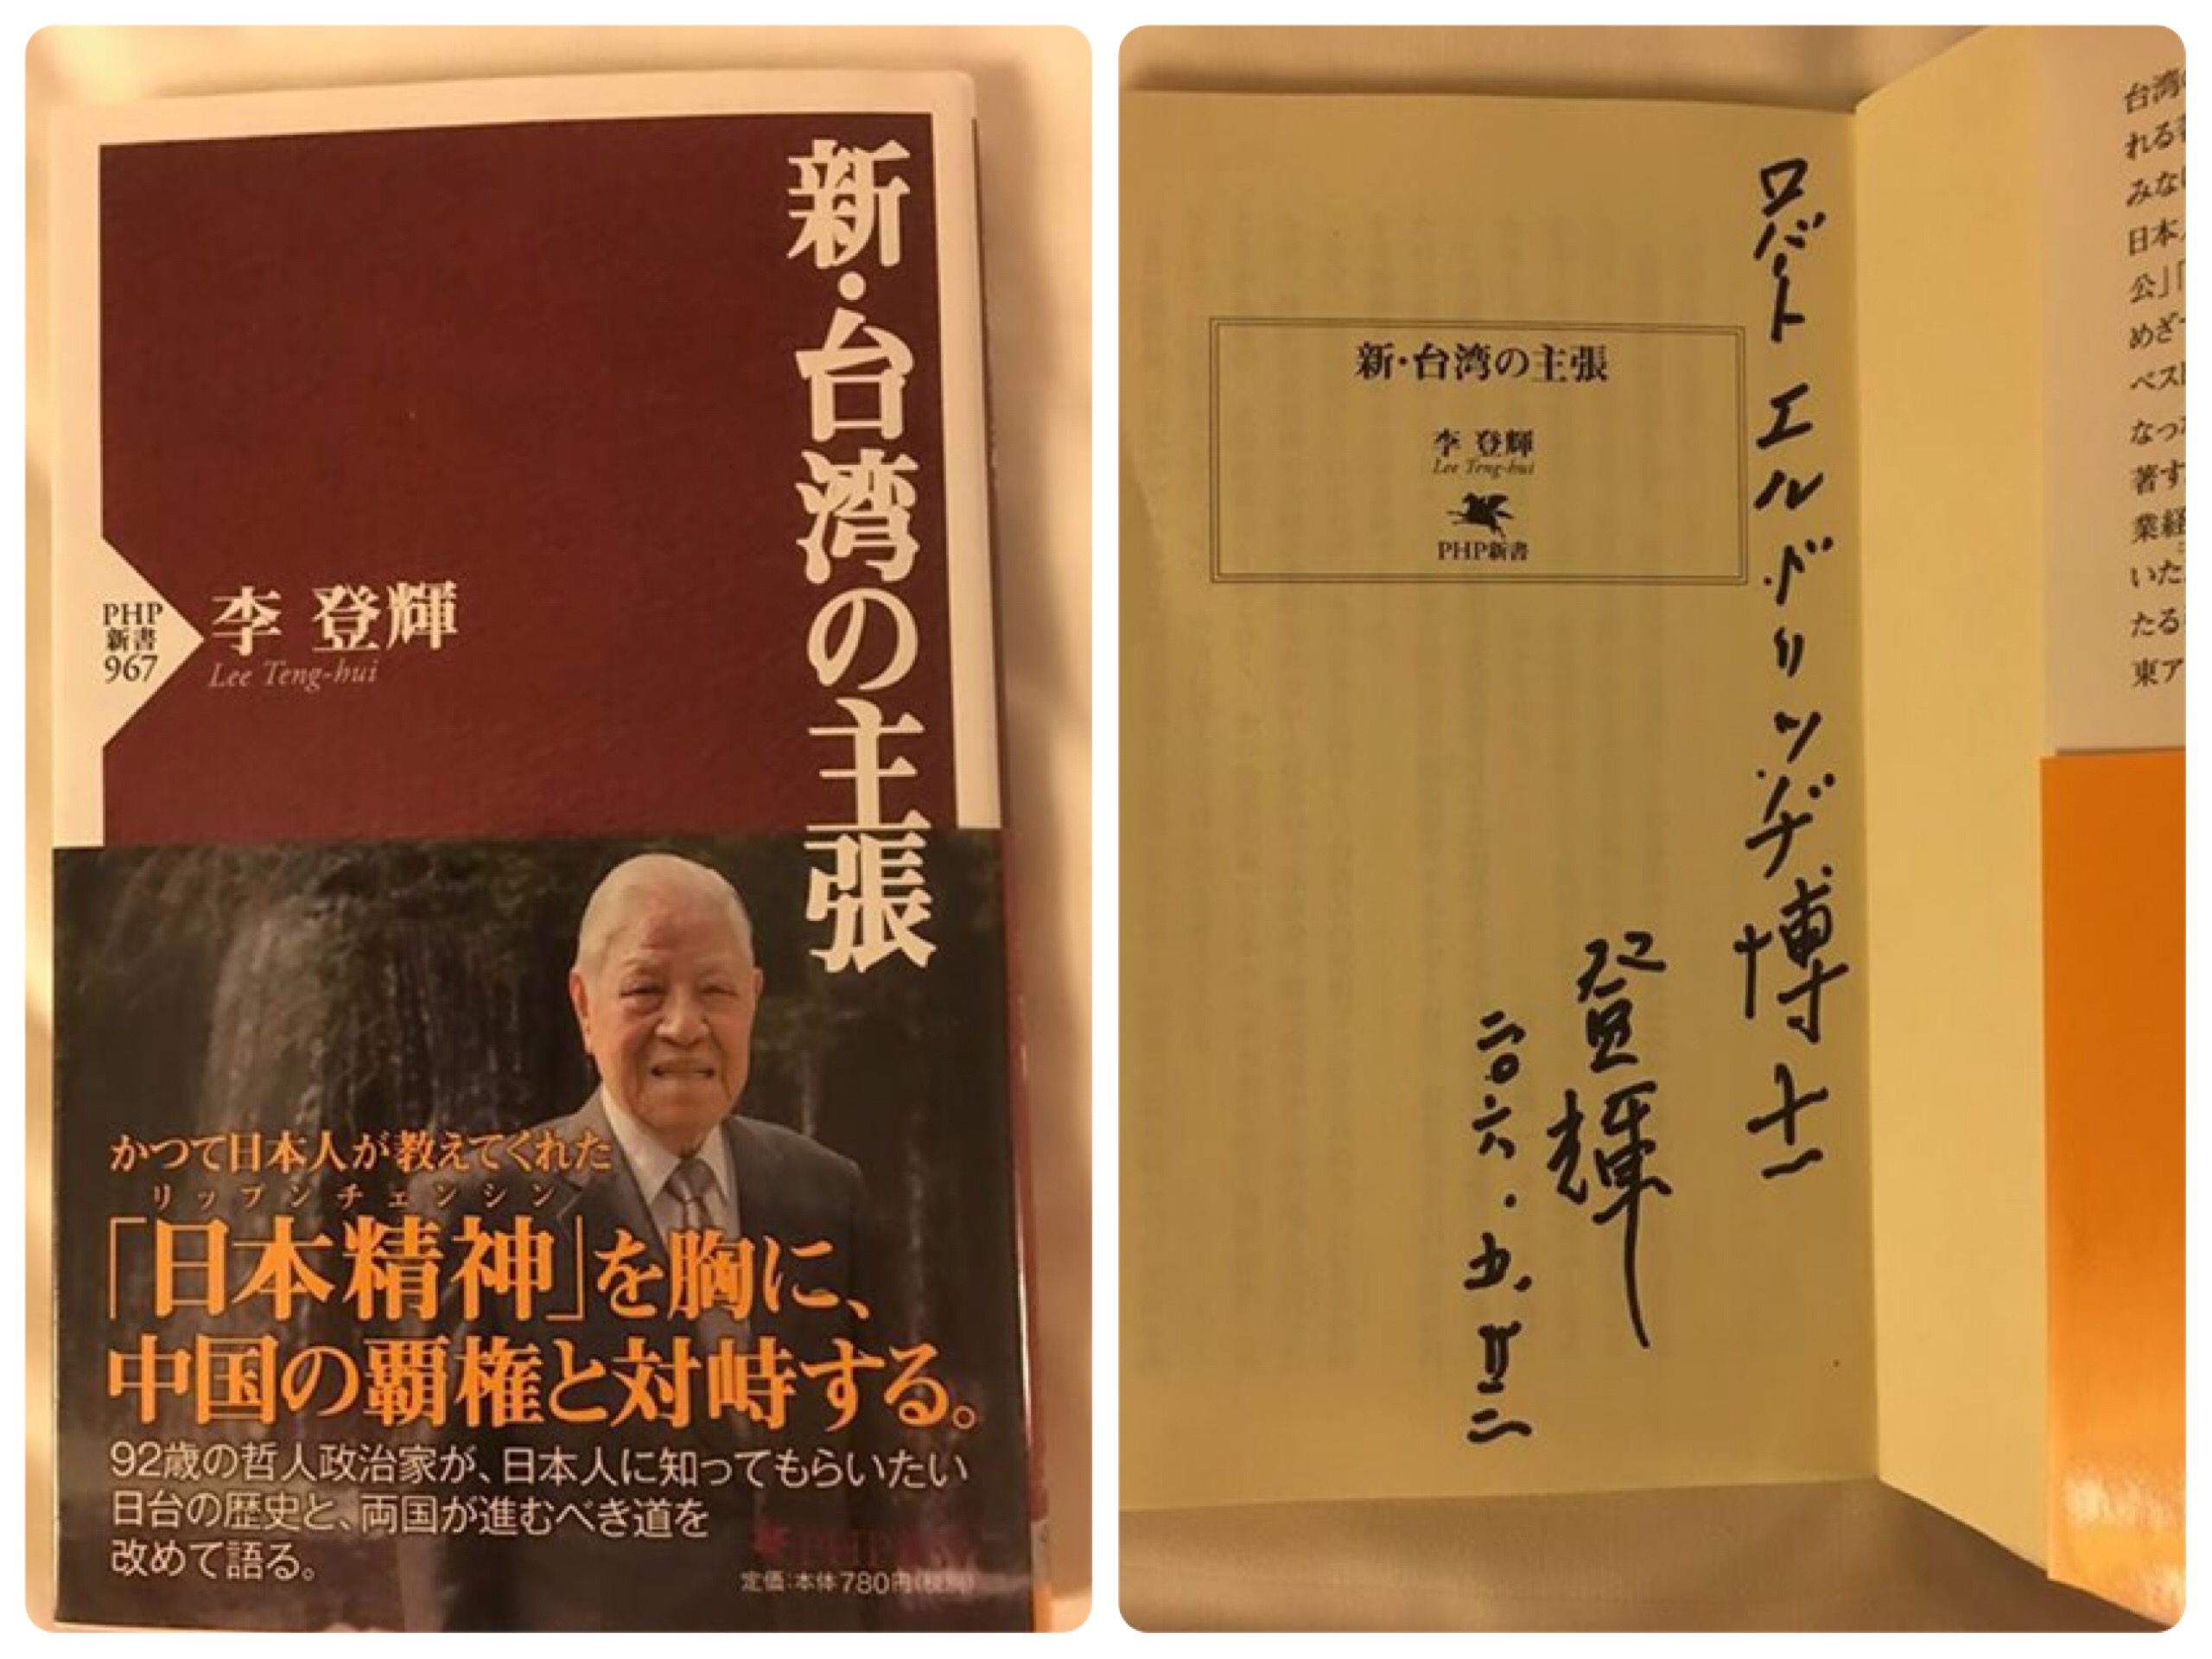 新・台湾の主張
PHP
新書
967
李 登輝
Lee Teng-hui
かつて日本人が教えてくれた
リップンチェンシン
「日本精神」を胸に、
中国の覇権と対峙する。
92歳の哲人政治家が、日本人に知ってもらいたい
日台の歴史と、両国が進むべき道を
改めて語る。
定価:本体780円(税別)
新・台湾の主張
李 登輝
Lee Teng-hui
PHP新書
ロバート エルドリッヂ博士
登輝
台湾
れる
みな
日本
公」「
めざ
ベス
なっ
著す
業経
いた
たる
東ア